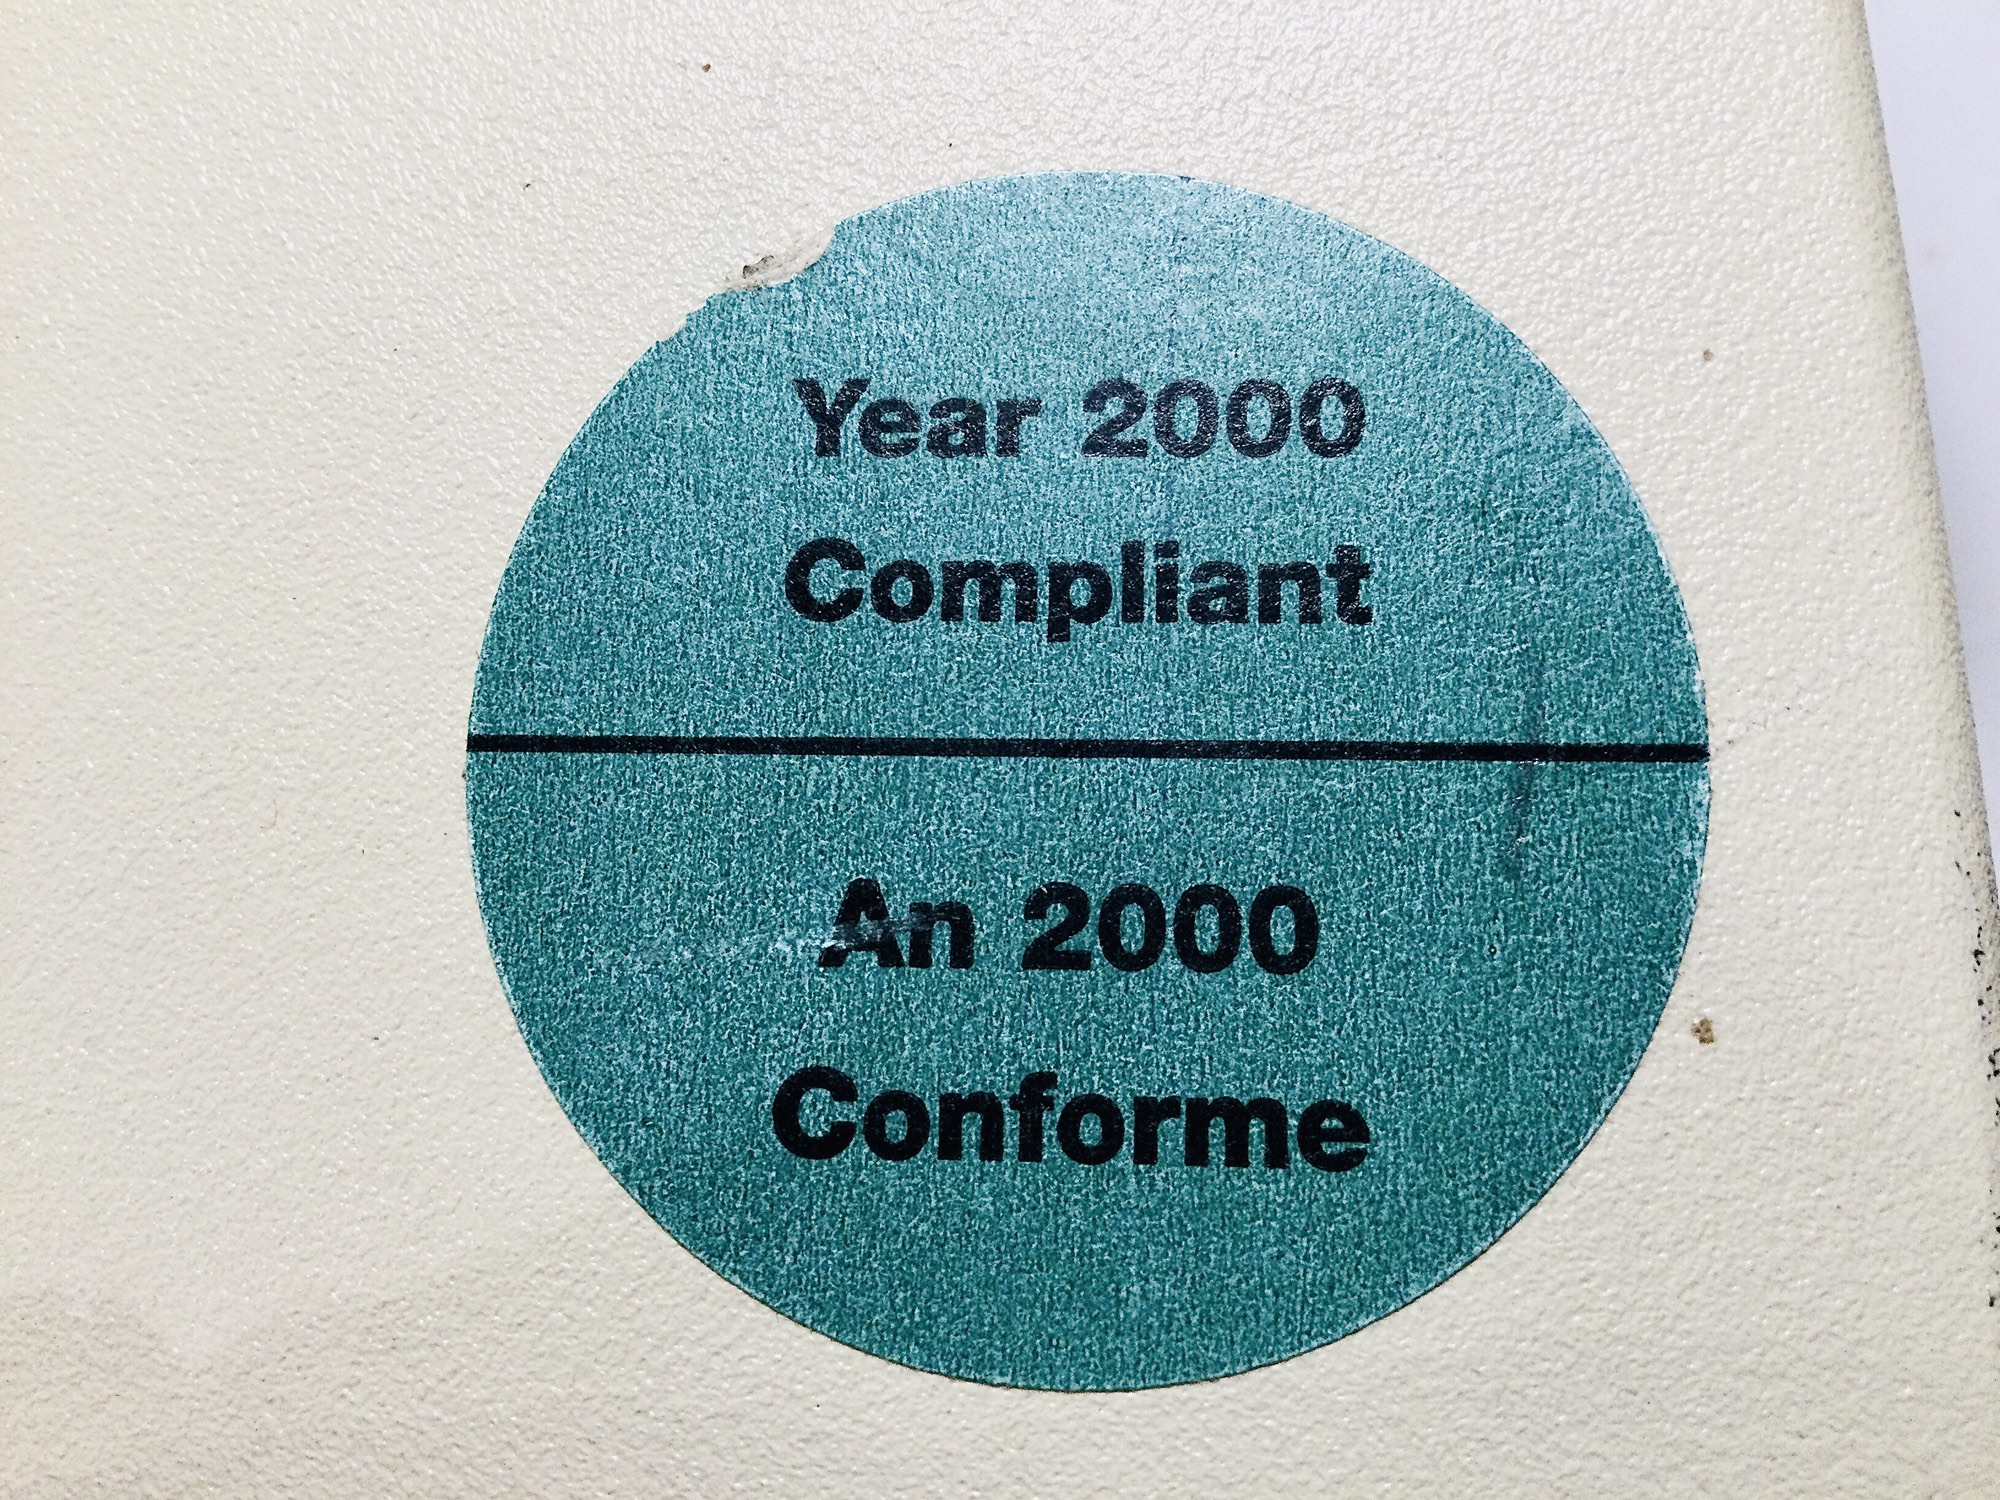 Year 2000
Compliant
An 2000
Conforme